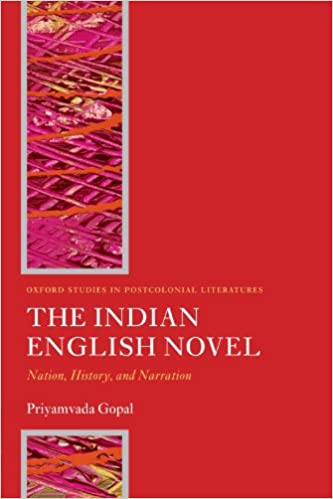 OXFORD STUDIES IN POSTCOLONIAL LITERATURES
THE INDIAN
ENGLISH NOVEL
Nation, History, and Narration
Priyamvada Gopal